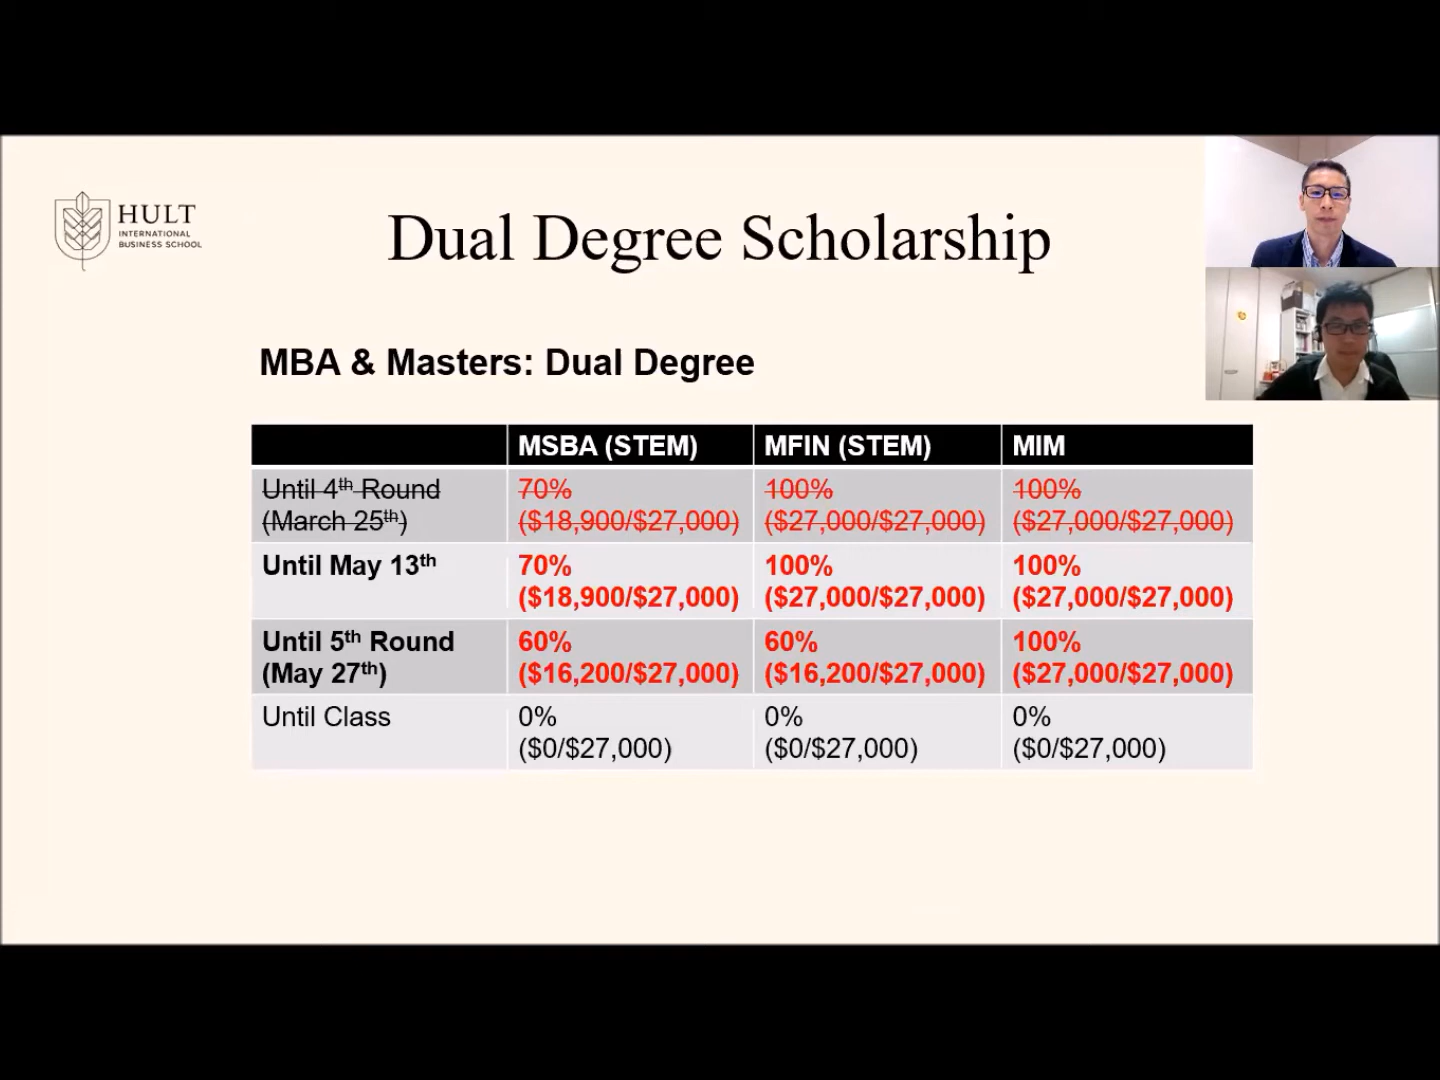 HULT
INTERNATIONAL
BUSINESS SCHOOL
Dual Degree Scholarship
MBA & Masters: Dual Degree
MSBA (STEM) MFIN (STEM) MIM
Until 4th Round 70% 100% 100%
(March 25th) ($18,900/$27,000) ($27,000/$27,000) ($27,000/$27,000)
Until May 13th 70% 100% 100%
($18,900/$27,000) ($27,000/$27,000) ($27,000/$27,000)
Until 5th Round 60% 60% 100%
(May 27th) ($16,200/$27,000) ($16,200/$27,000) ($27,000/$27,000)
Until Class 0% 0% 0%
($0/$27,000) ($0/$27,000) ($0/$27,000)